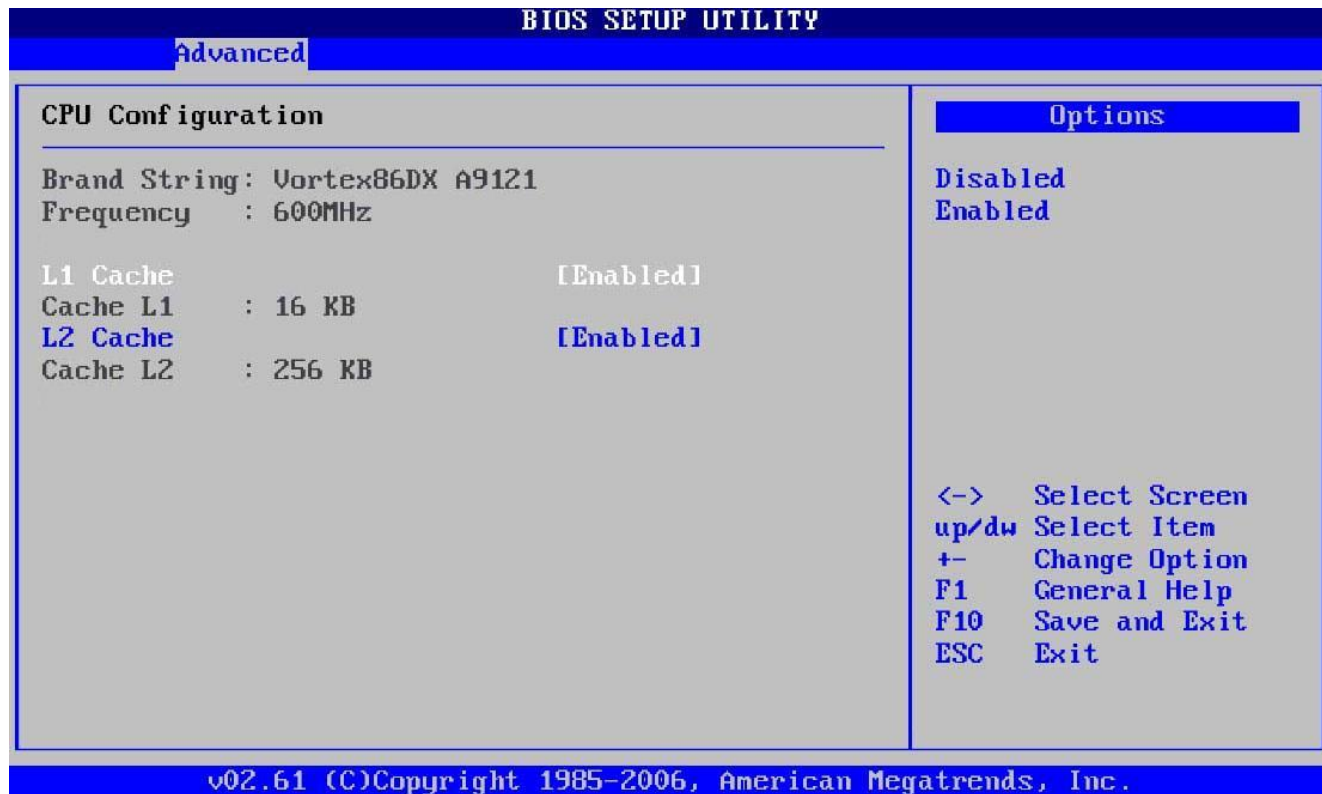 BIOS SETUP UTILITY
Advanced
CPU Configuration
Brand String: Vortex86DX A9121
Frequency : 600MHz
L1 Cache [Enabled]
Cache L1 : 16 KB
L2 Cache [Enabled]
Cache L2 : 256 KB
Options
Disabled
Enabled
<-> Select Screen
up/dw Select Item
+- Change Option
F1 General Help
F10 Save and Exit
ESC Exit
v02.61 (C)Copyright 1985-2006, American Megatrends, Inc.